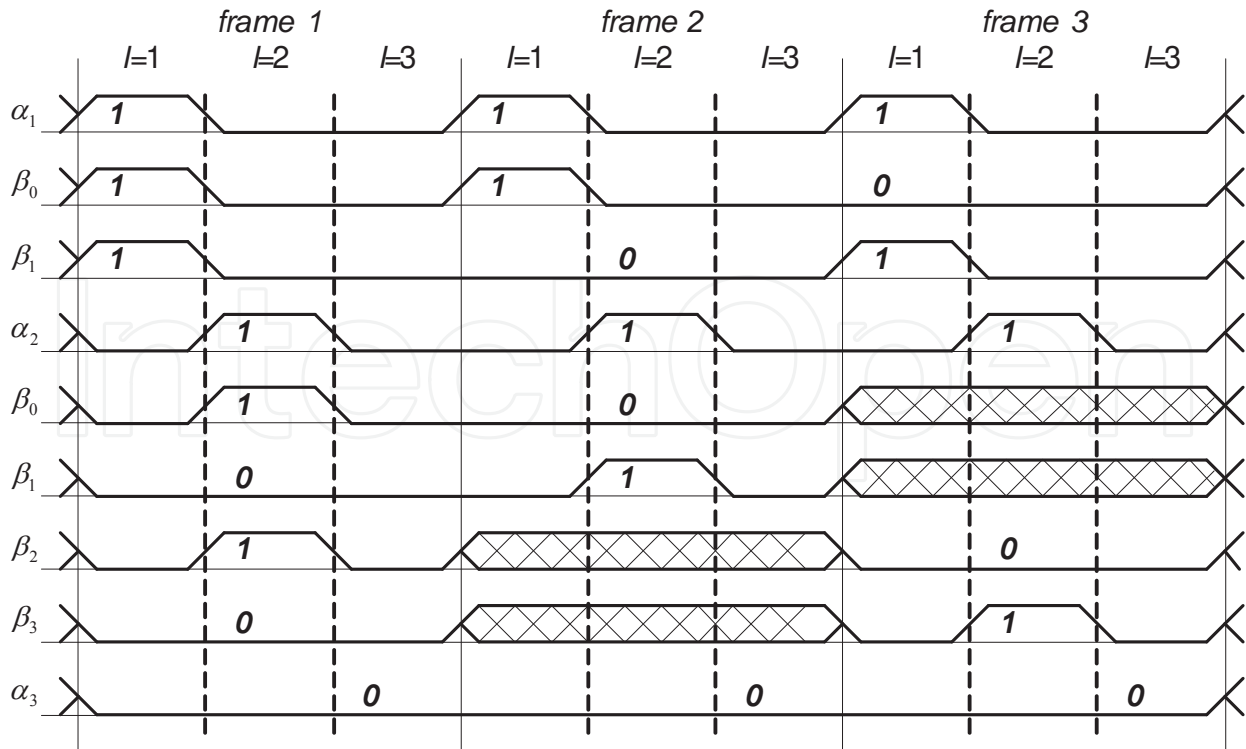 frame 1 frame 2 frame 3
l=1 l=2 l=3 l=1 l=2 l=3 l=1 l=2 l=3
α₁ 1 1 1
β₀ 1 1 0
β₁ 1 0 1
α₂ 1 1 1
β₀ 1 0
β₁ 0 1
β₂ 1 0
β₃ 0 1
α₃ 0 0 0
IntechOpen